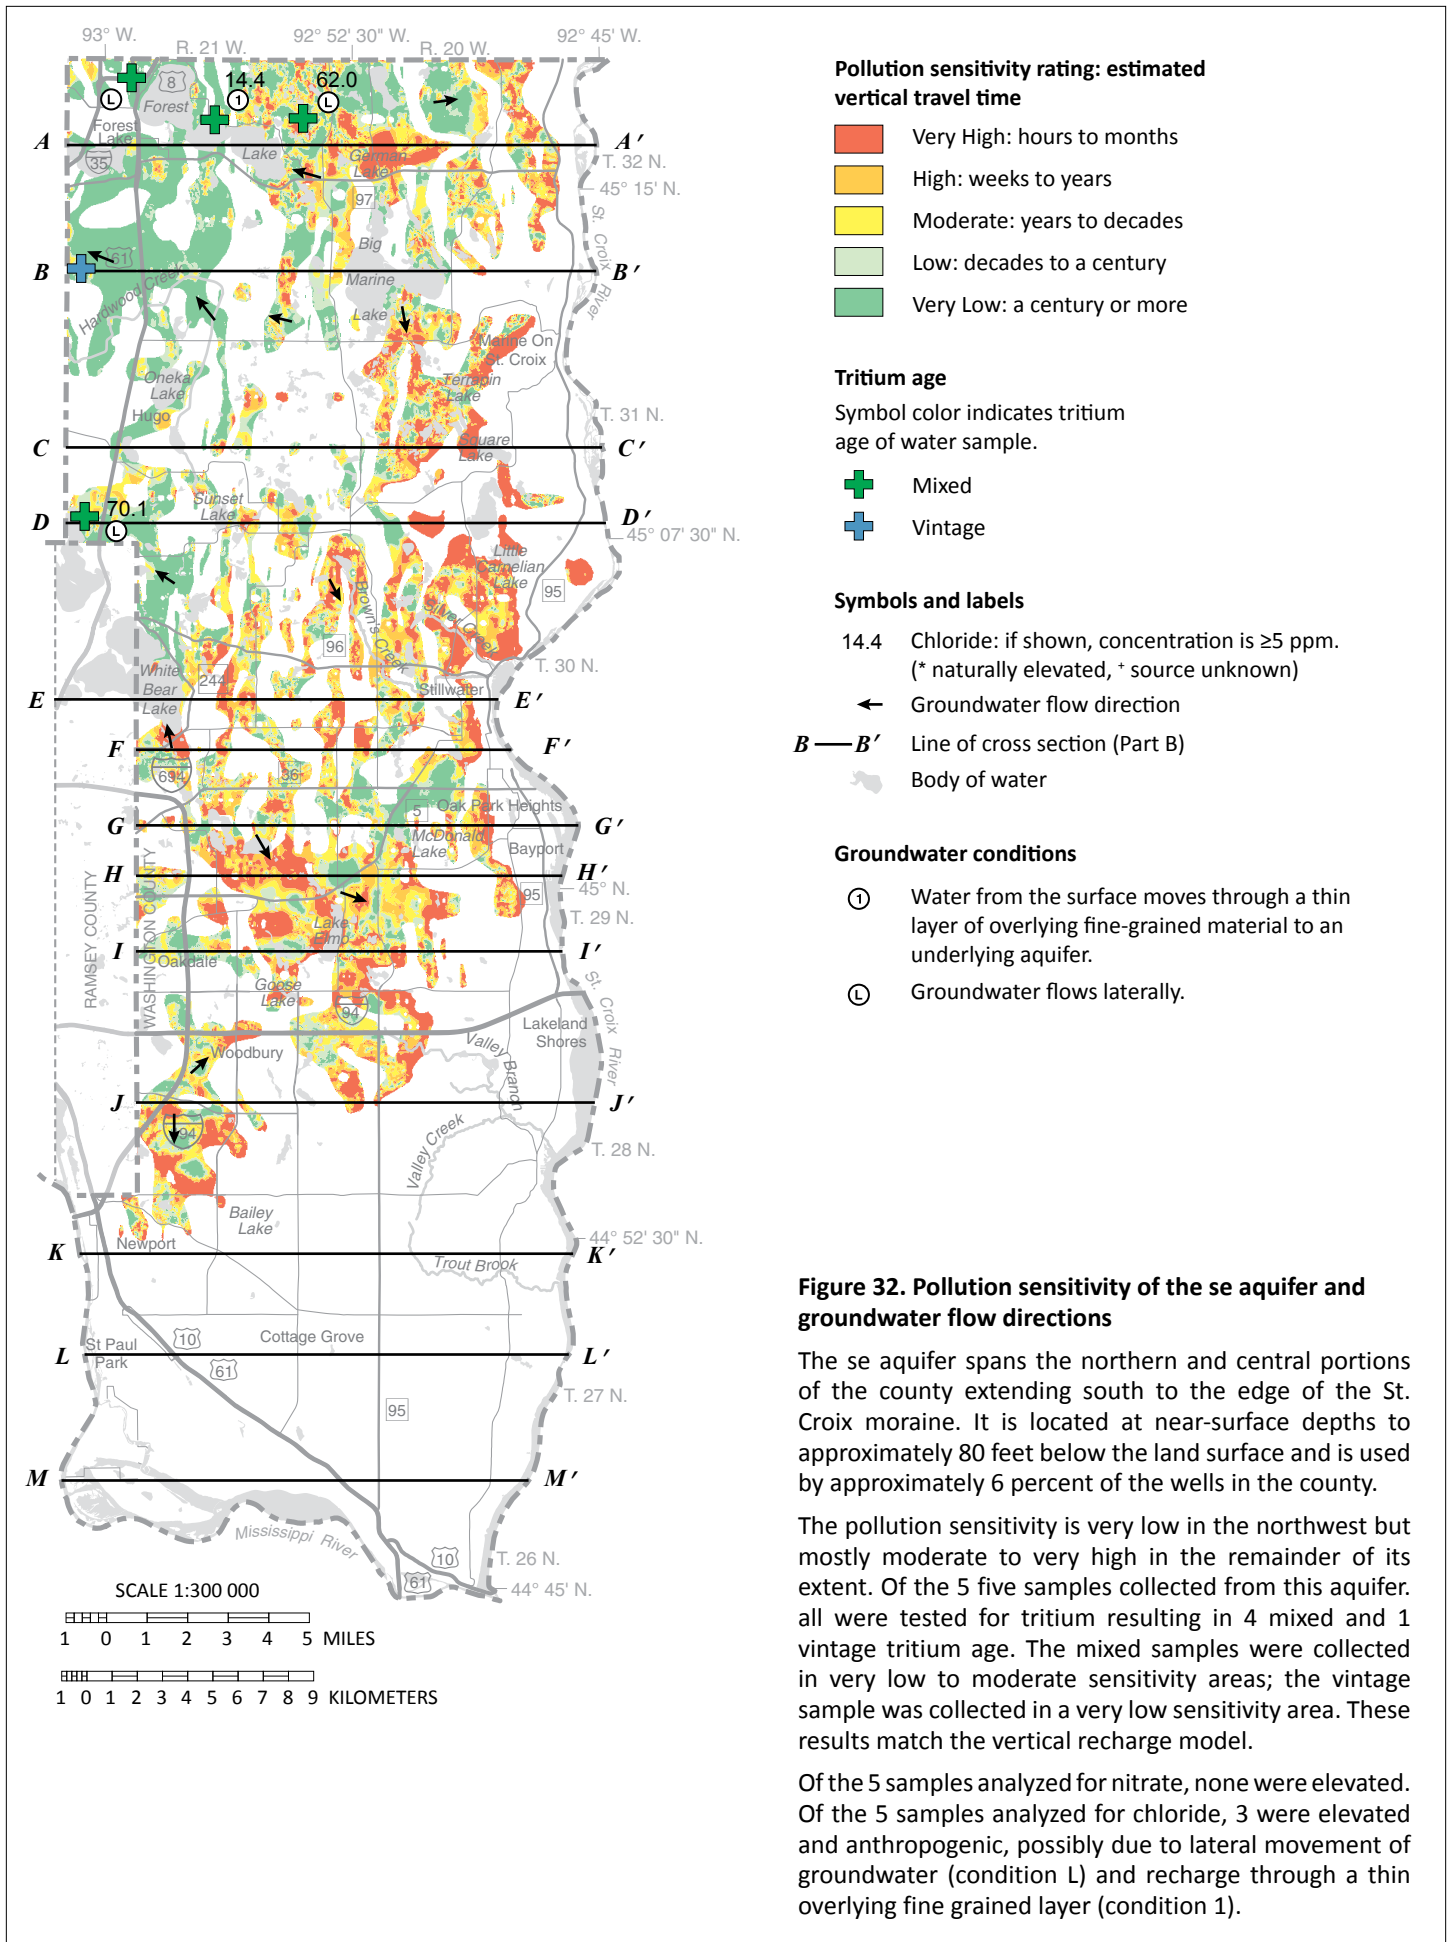 93° W.
R. 21 W.
92° 52' 30" W.
R. 20 W.
92° 45' W.
8
Forest
14.4
62.0
L
1
L
Forest
Lake
A
A′
35
Lake
German
Lake
T. 32 N.
45° 15' N.
97
Big
Marine
Lake
St. Croix River
61
B
B′
Hardwood Creek
Marine On
St. Croix
Oneka
Lake
Terrapin
Lake
Hugo
T. 31 N.
C
C′
Square
Lake
Sunset
Lake
70.1
D
D′
L
45° 07' 30" N.
Little
Carnelian
Lake
95
Brown's Creek
Silver Creek
96
T. 30 N.
White
Bear
Lake
244
Stillwater
E
E′
F
F′
694
36
5
Oak Park Heights
G
G′
McDonald
Lake
Bayport
H
H′
95
45° N.
T. 29 N.
RAMSEY COUNTY
WASHINGTON COUNTY
Lake
Elmo
I
I′
Oakdale
Goose
Lake
94
St. Croix River
Lakeland
Shores
Woodbury
Valley Branch
J
J′
94
Valley Creek
T. 28 N.
Bailey
Lake
44° 52' 30" N.
Newport
K
K′
Trout Brook
10
Cottage Grove
St Paul
Park
L
L′
61
T. 27 N.
95
M
M′
Mississippi River
10
T. 26 N.
61
44° 45' N.
SCALE 1:300 000
1 0 1 2 3 4 5 MILES
1 0 1 2 3 4 5 6 7 8 9 KILOMETERS
Pollution sensitivity rating: estimated
vertical travel time
Very High: hours to months
High: weeks to years
Moderate: years to decades
Low: decades to a century
Very Low: a century or more
Tritium age
Symbol color indicates tritium
age of water sample.
Mixed
Vintage
Symbols and labels
14.4 Chloride: if shown, concentration is ≥5 ppm.
(* naturally elevated, ⁺ source unknown)
Groundwater flow direction
B B′ Line of cross section (Part B)
Body of water
Groundwater conditions
1 Water from the surface moves through a thin
layer of overlying fine-grained material to an
underlying aquifer.
L Groundwater flows laterally.
Figure 32. Pollution sensitivity of the se aquifer and
groundwater flow directions
The se aquifer spans the northern and central portions
of the county extending south to the edge of the St.
Croix moraine. It is located at near-surface depths to
approximately 80 feet below the land surface and is used
by approximately 6 percent of the wells in the county.
The pollution sensitivity is very low in the northwest but
mostly moderate to very high in the remainder of its
extent. Of the 5 five samples collected from this aquifer.
all were tested for tritium resulting in 4 mixed and 1
vintage tritium age. The mixed samples were collected
in very low to moderate sensitivity areas; the vintage
sample was collected in a very low sensitivity area. These
results match the vertical recharge model.
Of the 5 samples analyzed for nitrate, none were elevated.
Of the 5 samples analyzed for chloride, 3 were elevated
and anthropogenic, possibly due to lateral movement of
groundwater (condition L) and recharge through a thin
overlying fine grained layer (condition 1).